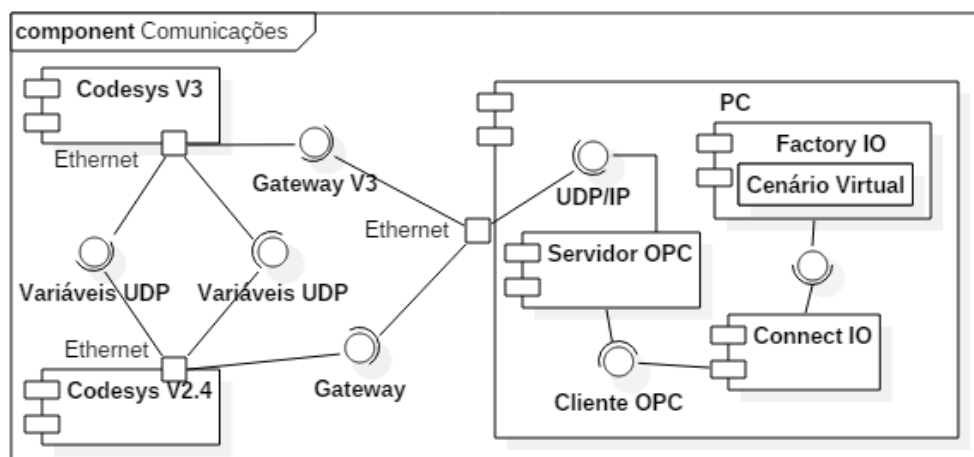 component Comunicações
Codesys V3
Ethernet
Gateway V3
Variáveis UDP
Variáveis UDP
Ethernet
Codesys V2.4
Gateway
Ethernet
PC
UDP/IP
Servidor OPC
Cliente OPC
Factory IO
Cenário Virtual
Connect IO